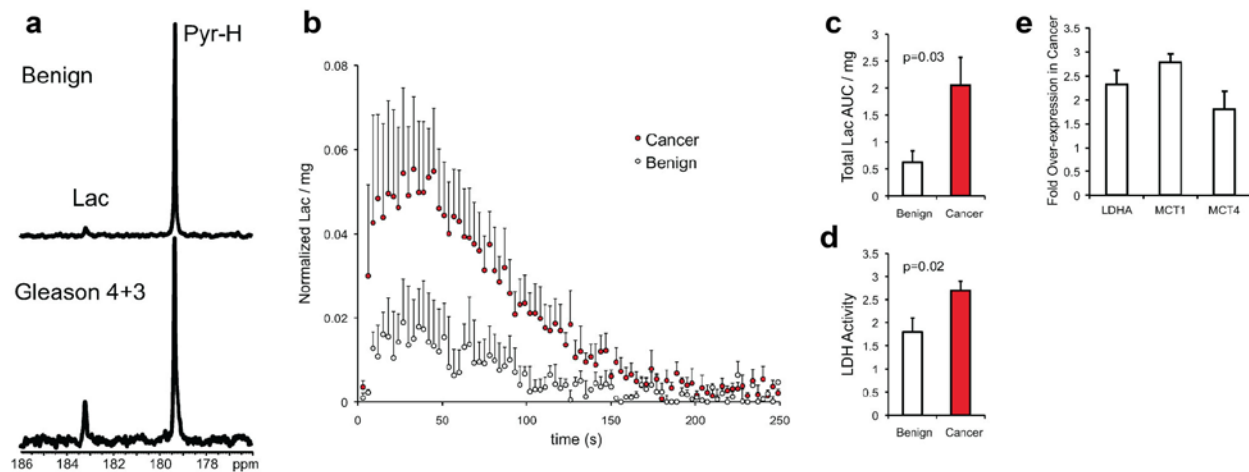 a
Benign
Pyr-H
Lac
Gleason 4+3
186 184 182 180 178 ppm
b
Normalized Lac / mg
0.08
0.06
0.04
0.02
0
Cancer
Benign
0 50 100 150 200 250
time (s)
c
Total Lac AUC / mg
3
2.5
2
1.5
1
0.5
0
p=0.03
Benign Cancer
d
LDH Activity
3.5
3
2.5
2
1.5
1
0.5
0
p=0.02
Benign Cancer
e
Fold Over-expression in Cancer
3.5
3
2.5
2
1.5
1
0.5
0
LDHA MCT1 MCT4